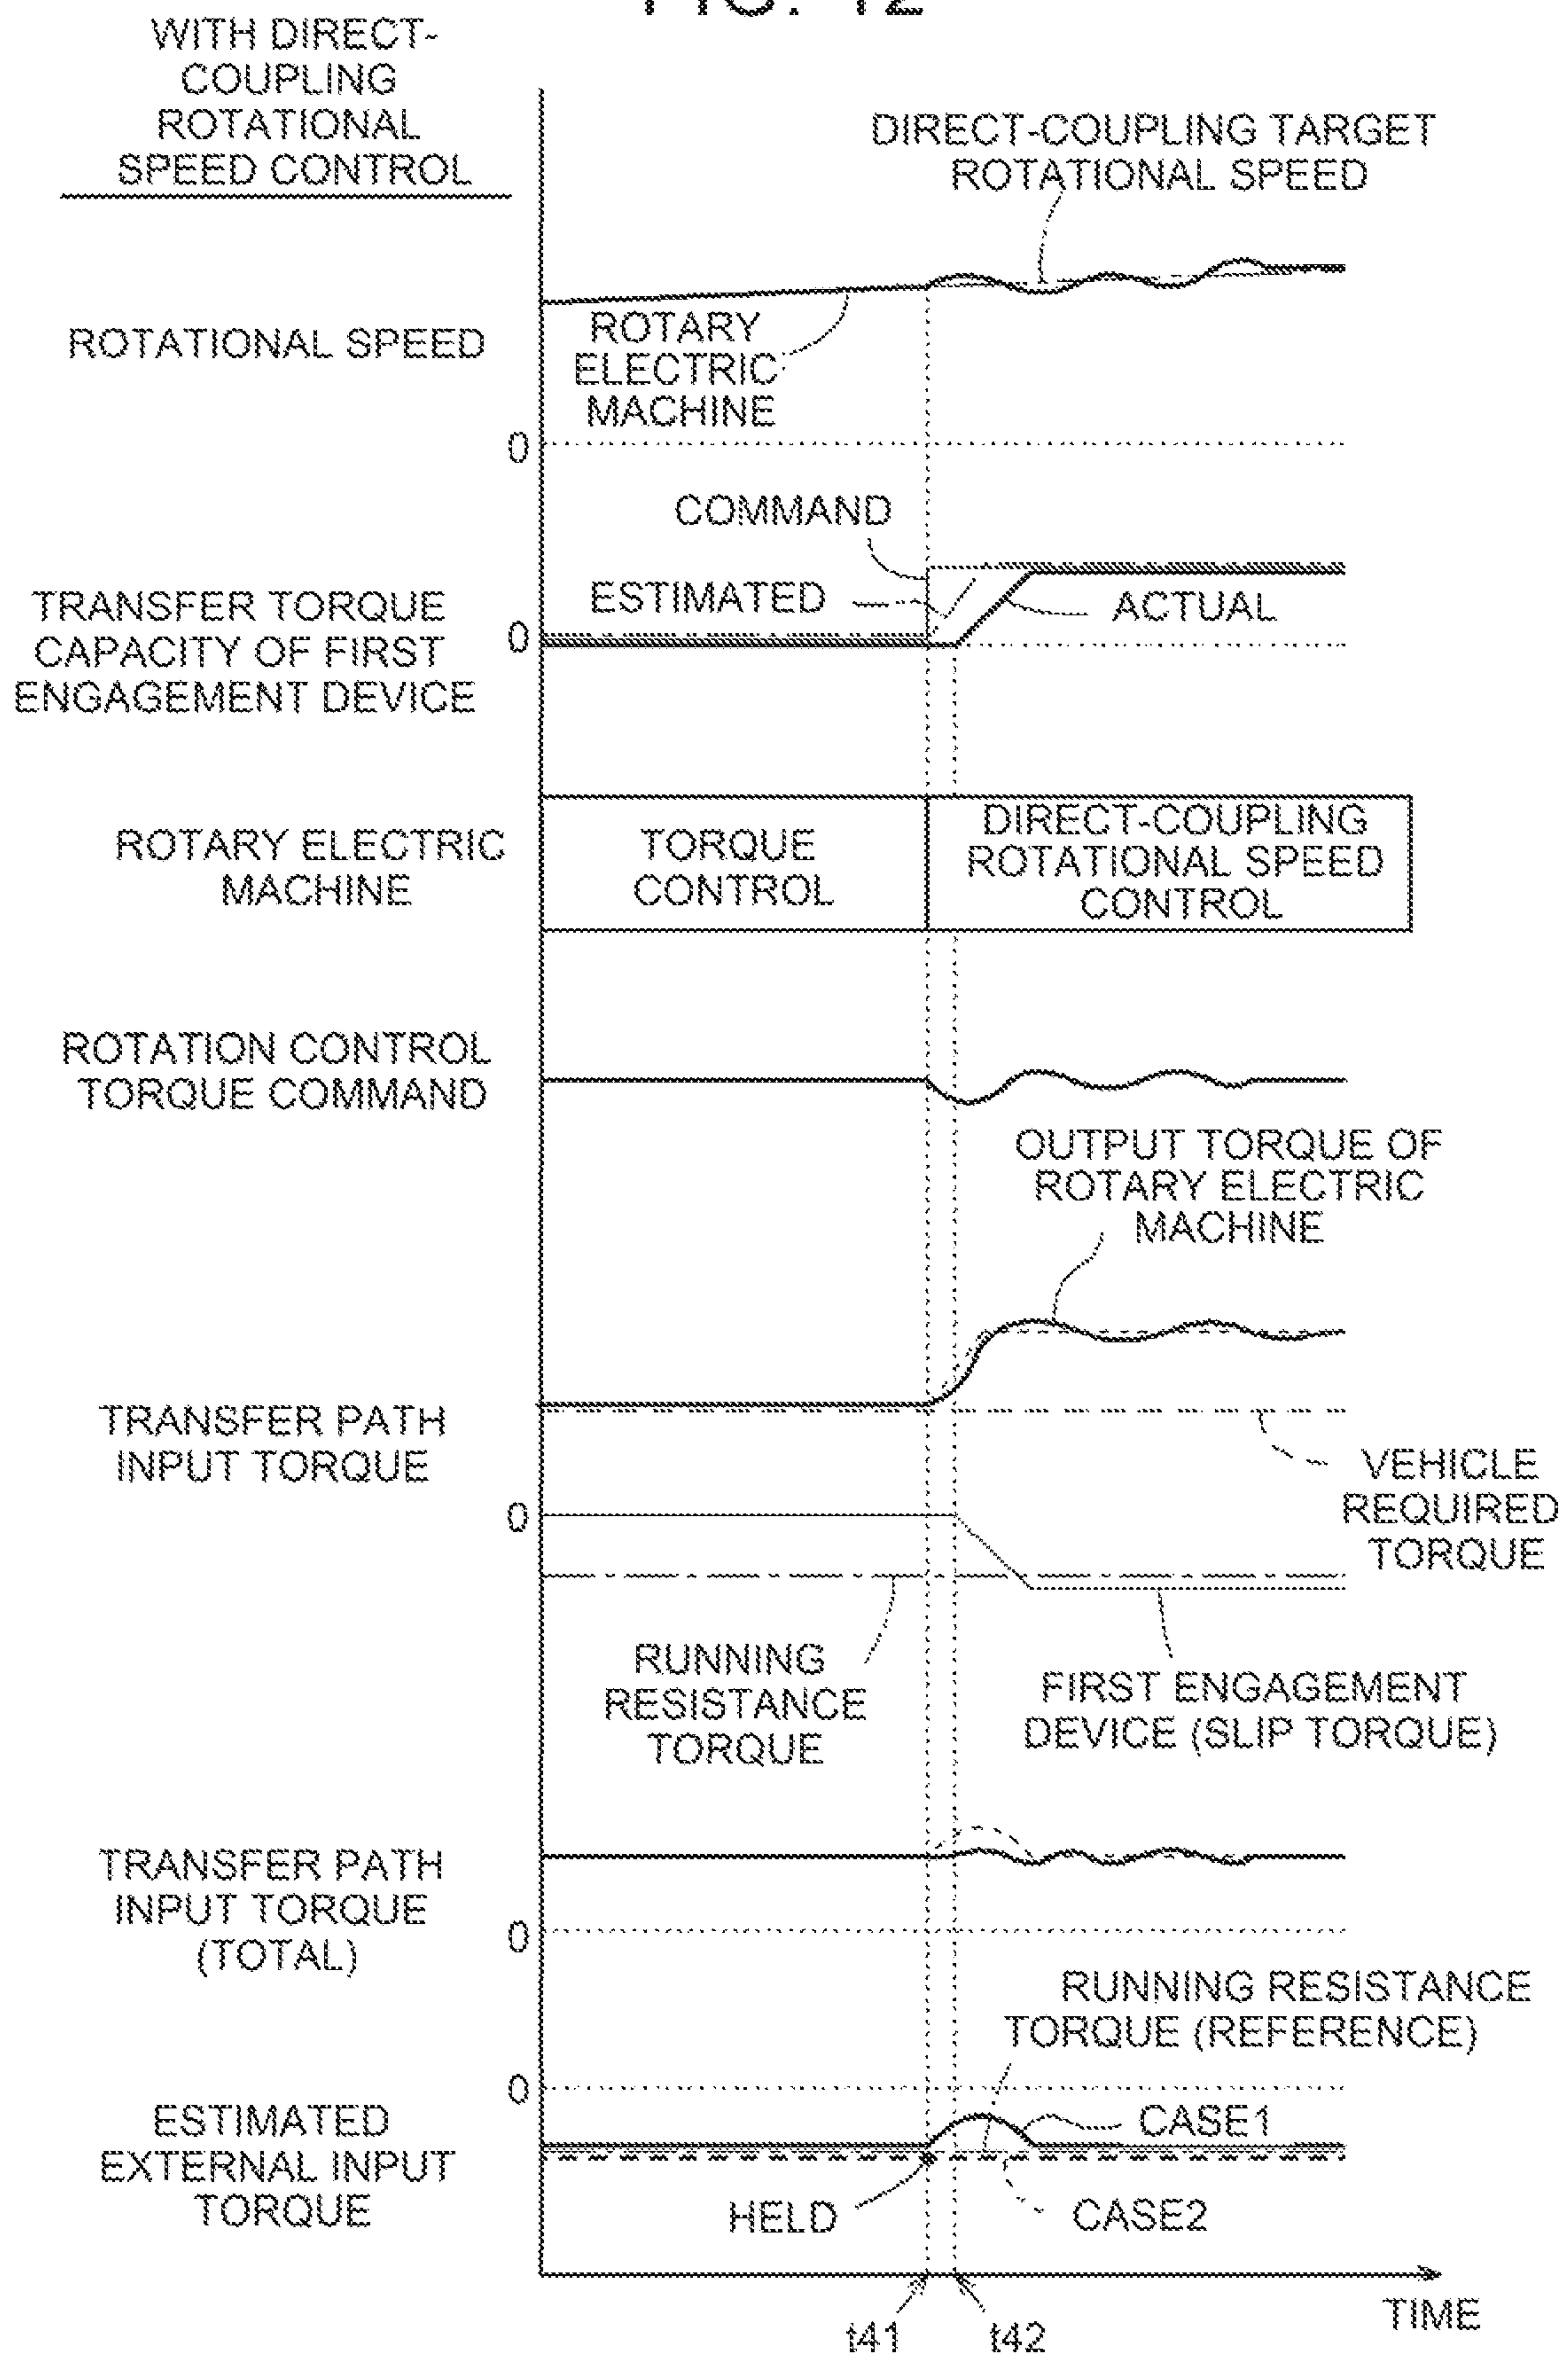 FIG. 12
WITH DIRECT-
COUPLING
ROTATIONAL
SPEED CONTROL
DIRECT-COUPLING TARGET
ROTATIONAL SPEED
ROTATIONAL SPEED
ROTARY
ELECTRIC
MACHINE
0
COMMAND
ESTIMATED
ACTUAL
TRANSFER TORQUE
CAPACITY OF FIRST
ENGAGEMENT DEVICE
0
ROTARY ELECTRIC
MACHINE
TORQUE
CONTROL
DIRECT-COUPLING
ROTATIONAL SPEED
CONTROL
ROTATION CONTROL
TORQUE COMMAND
OUTPUT TORQUE OF
ROTARY ELECTRIC
MACHINE
TRANSFER PATH
INPUT TORQUE
VEHICLE
REQUIRED
TORQUE
0
RUNNING
RESISTANCE
TORQUE
FIRST ENGAGEMENT
DEVICE (SLIP TORQUE)
TRANSFER PATH
INPUT TORQUE
(TOTAL)
0
RUNNING RESISTANCE
TORQUE (REFERENCE)
0
ESTIMATED
EXTERNAL INPUT
TORQUE
CASE1
HELD
CASE2
t41
t42
TIME